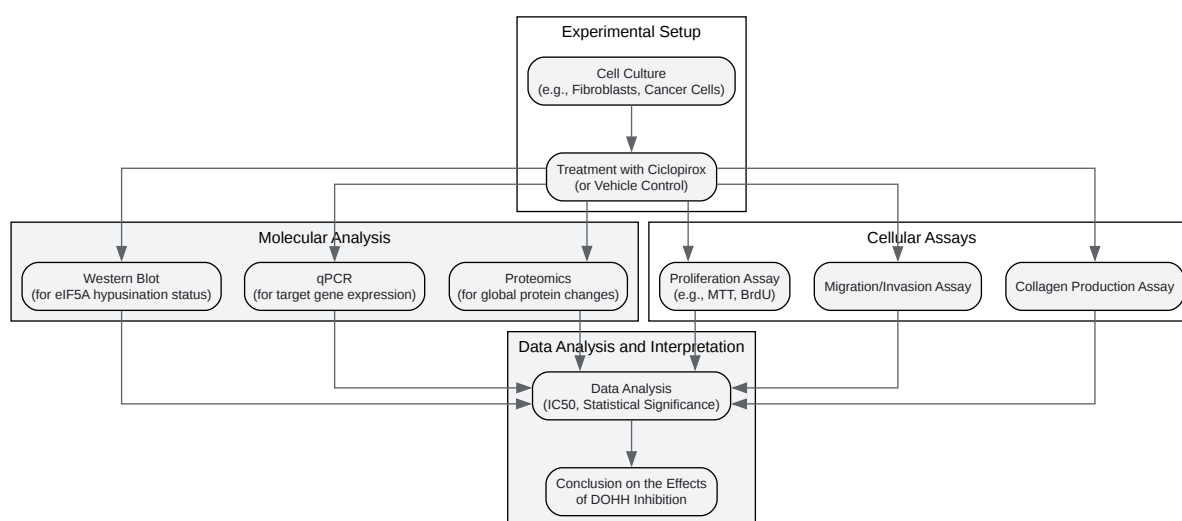 Experimental Setup
Cell Culture
(e.g., Fibroblasts, Cancer Cells)
Treatment with Ciclopirox
(or Vehicle Control)
Molecular Analysis
Western Blot
(for eIF5A hypusination status)
qPCR
(for target gene expression)
Proteomics
(for global protein changes)
Cellular Assays
Proliferation Assay
(e.g., MTT, BrdU)
Migration/Invasion Assay
Collagen Production Assay
Data Analysis and Interpretation
Data Analysis
(IC50, Statistical Significance)
Conclusion on the Effects
of DOHH Inhibition